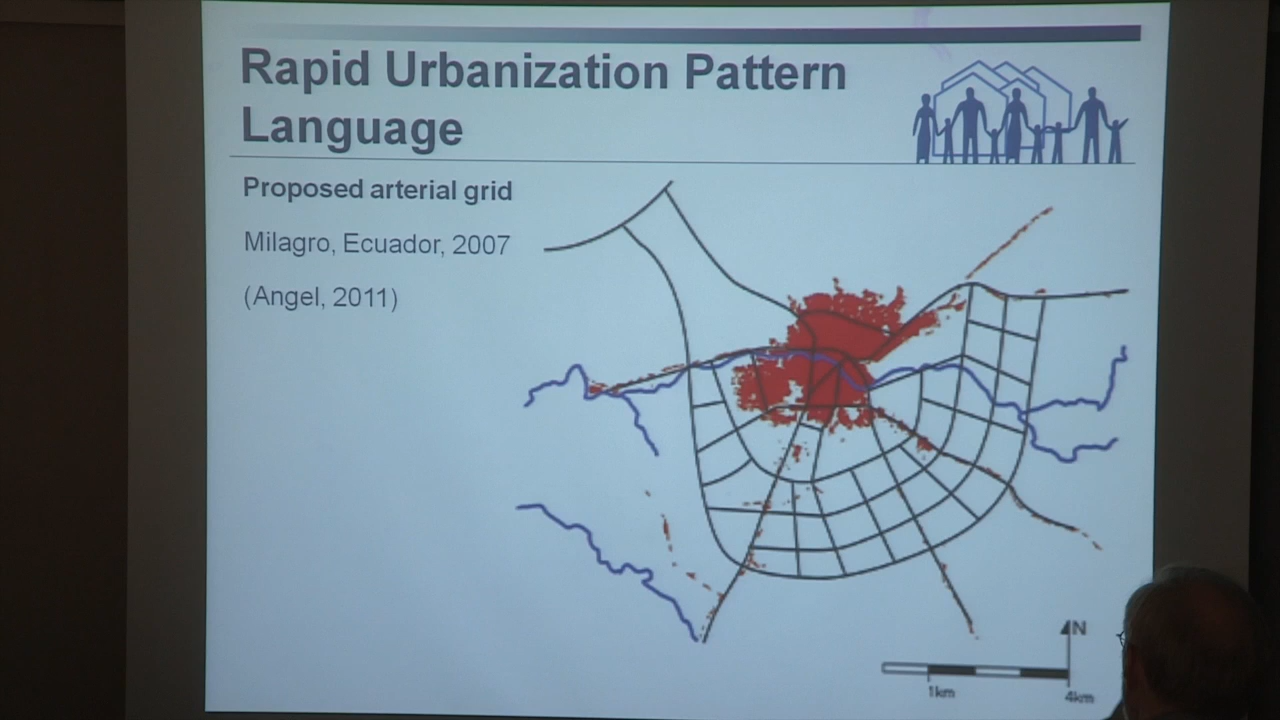 Rapid Urbanization Pattern
Language
Proposed arterial grid
Milagro, Ecuador, 2007
(Angel, 2011)
N
1km
4km